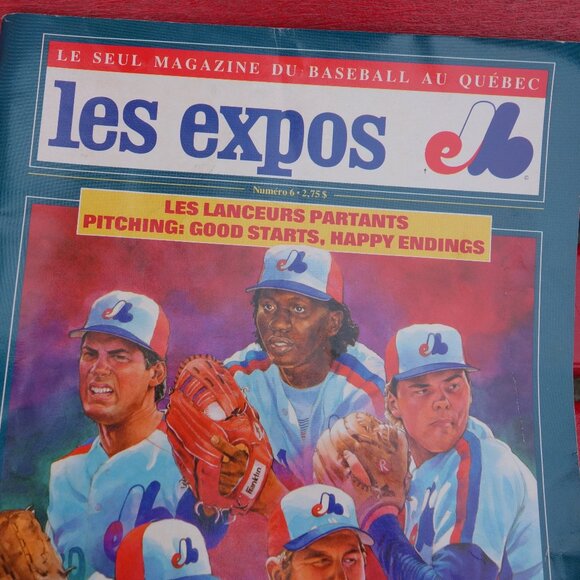 LE SEUL MAGAZINE DU BASEBALL AU QUÉBEC
les expos
Numéro 6 • 2,75 $
LES LANCEURS PARTANTS
PITCHING: GOOD STARTS, HAPPY ENDINGS
Franklin
R